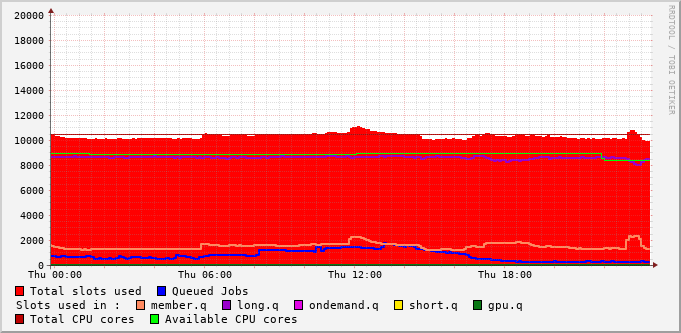 RRDTOOL / TOBI OETIKER
20000
18000
16000
14000
12000
10000
8000
6000
4000
2000
0
Thu 00:00 Thu 06:00 Thu 12:00 Thu 18:00
Total slots used Queued Jobs
Slots used in : member.q long.q ondemand.q short.q gpu.q
Total CPU cores Available CPU cores